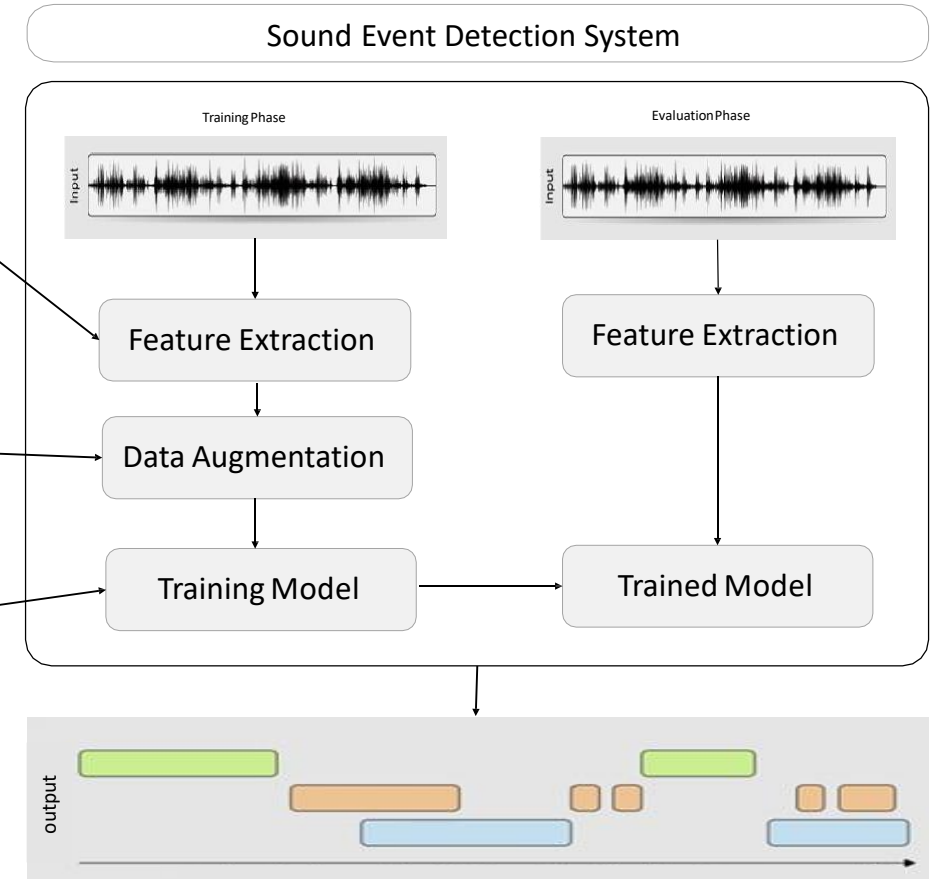 Sound Event Detection System
Training Phase
Evaluation Phase
Input
Input
Feature Extraction
Feature Extraction
Data Augmentation
Training Model
Trained Model
output